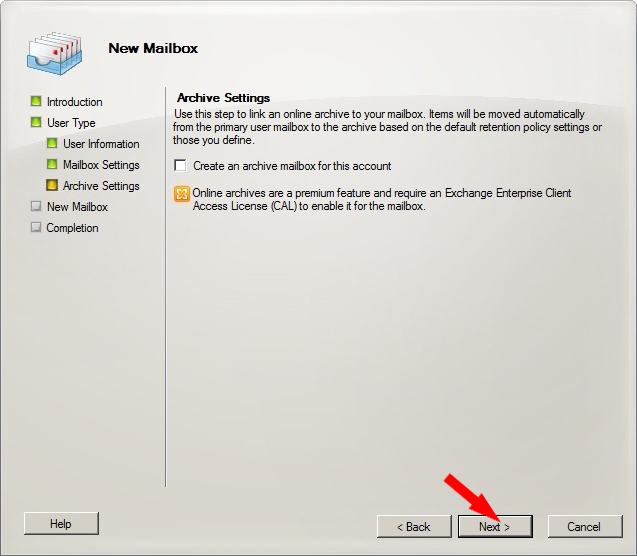 New Mailbox
Introduction
User Type
User Information
Mailbox Settings
Archive Settings
New Mailbox
Completion
Archive Settings
Use this step to link an online archive to your mailbox. Items will be moved automatically
from the primary user mailbox to the archive based on the default retention policy settings or
those you define.
Create an archive mailbox for this account
Online archives are a premium feature and require an Exchange Enterprise Client
Access License (CAL) to enable it for the mailbox.
Help
< Back
Next >
Cancel